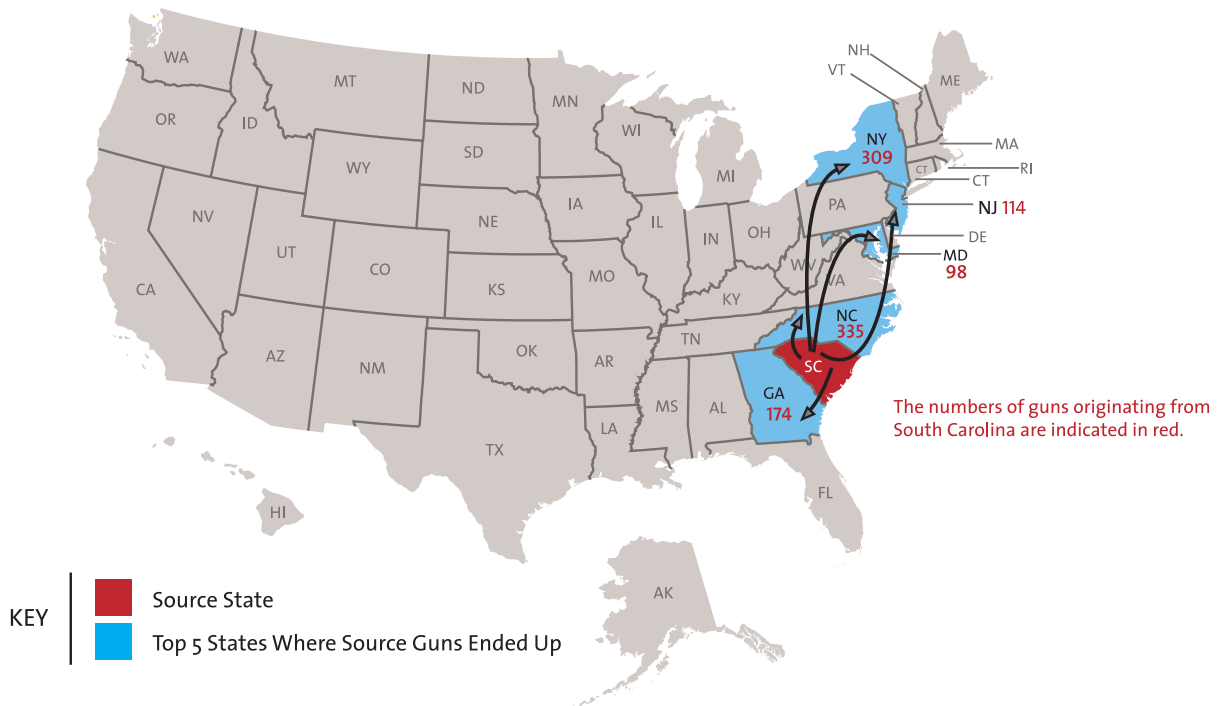 NH
VT
WA
MT
ND
MN
ME
OR
ID
WI
NY
309
MA
SD
WY
MI
CT
RI
CT
PA
NJ 114
NV
NE
IA
IL
IN
OH
DE
UT
CO
WV
MD
98
VA
CA
KS
MO
KY
NC
335
TN
AZ
NM
OK
AR
SC
GA
174
MS
AL
The numbers of guns originating from
South Carolina are indicated in red.
LA
TX
FL
HI
AK
KEY
Source State
Top 5 States Where Source Guns Ended Up